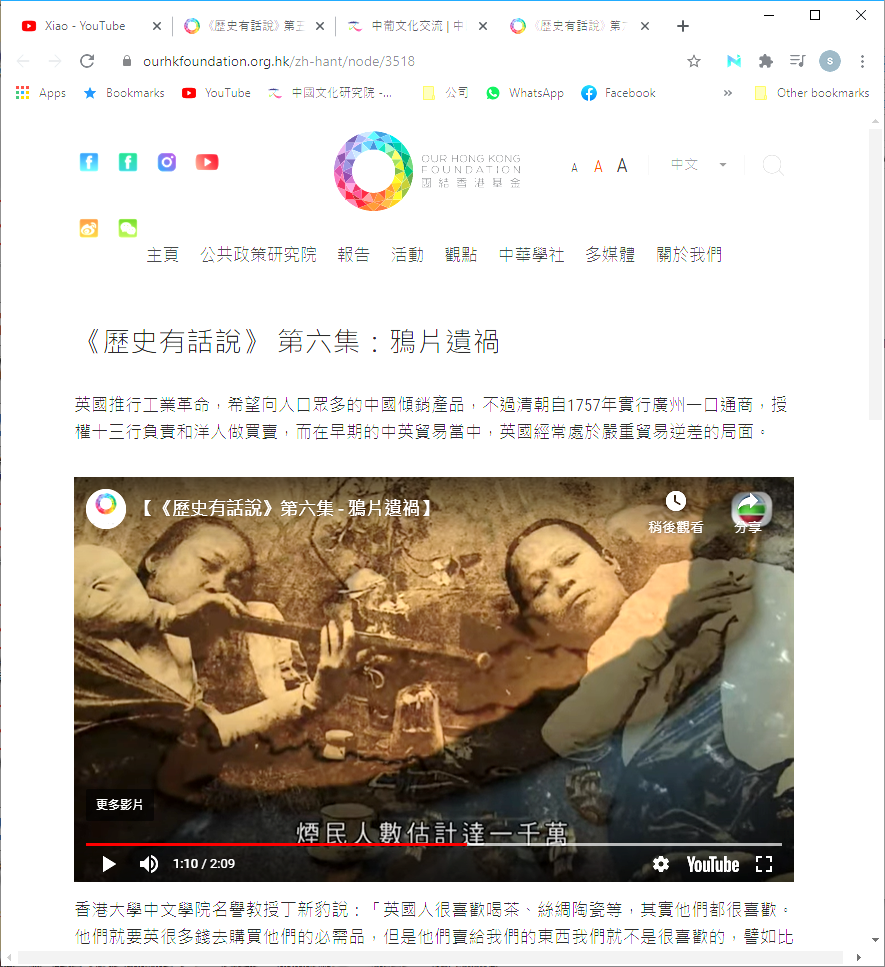 Xiao - YouTube
《歷史有話說》第五
中葡文化交流 | 中
《歷史有話說》第六
ourhkfoundation.org.hk/zh-hant/node/3518
S
Apps
Bookmarks
YouTube
中國文化研究院 -...
公司
WhatsApp
Facebook
»
Other bookmarks
OUR HONG KONG
FOUNDATION
團結香港基金
A A A
中文
主頁 公共政策研究院 報告 活動 觀點 中華學社 多媒體 關於我們
《歷史有話說》 第六集：鴉片遺禍
英國推行工業革命，希望向人口眾多的中國傾銷產品，不過清朝自1757年實行廣州一口通商，授
權十三行負責和洋人做買賣，而在早期的中英貿易當中，英國經常處於嚴重貿易逆差的局面。
【《歷史有話說》第六集 - 鴉片遺禍】
稍後觀看
分享
更多影片
煙民人數估計達一千萬
1:10 / 2:09
YouTube
香港大學中文學院名譽教授丁新豹說：「英國人很喜歡喝茶、絲綢陶瓷等，其實他們都很喜歡。
他們就要英很多錢去購買他們的必需品，但是他們賣給我們的東西我們就不是很喜歡的，譬如比